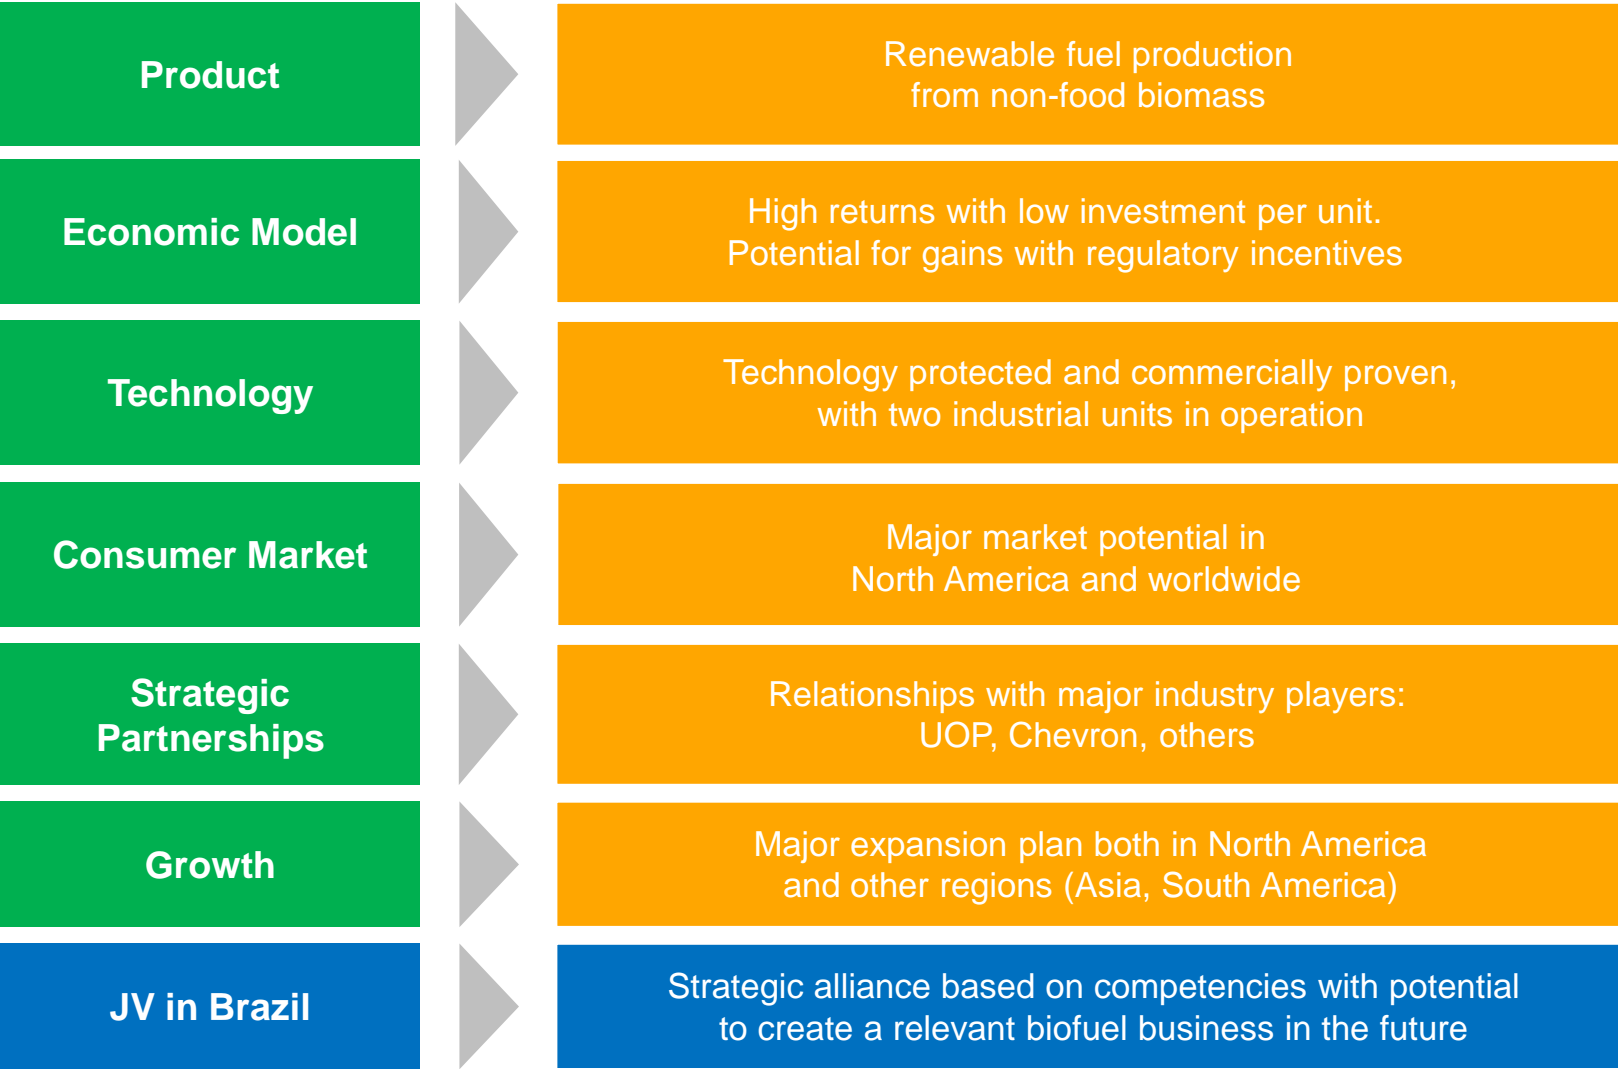 Product
Renewable fuel production
from non-food biomass
Economic Model
High returns with low investment per unit.
Potential for gains with regulatory incentives
Technology
Technology protected and commercially proven,
with two industrial units in operation
Consumer Market
Major market potential in
North America and worldwide
Strategic
Partnerships
Relationships with major industry players:
UOP, Chevron, others
Growth
Major expansion plan both in North America
and other regions (Asia, South America)
JV in Brazil
Strategic alliance based on competencies with potential
to create a relevant biofuel business in the future